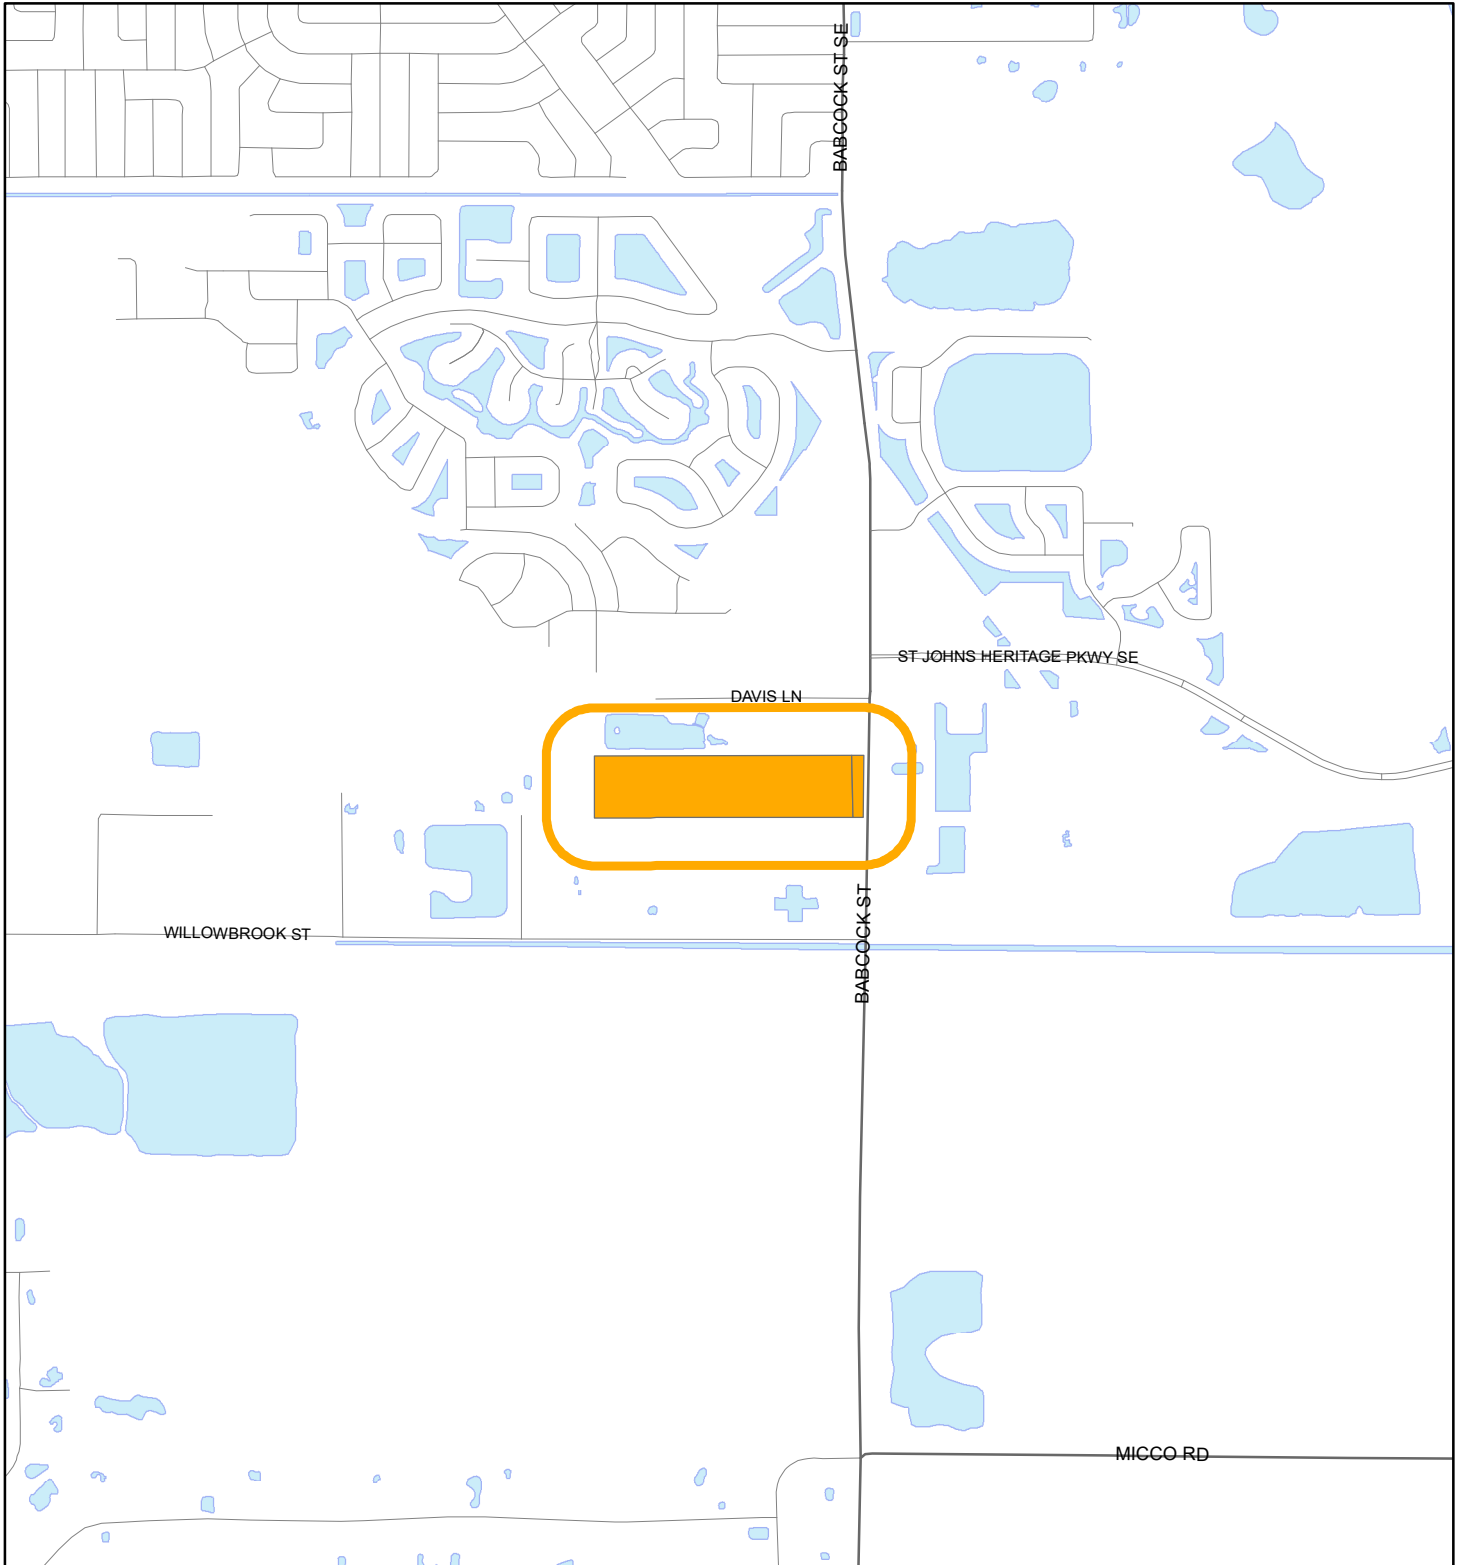 BABCOCK ST SE
ST JOHNS HERITAGE PKWY SE
DAVIS LN
BABCOCK ST
WILLOWBROOK ST
MICCO RD